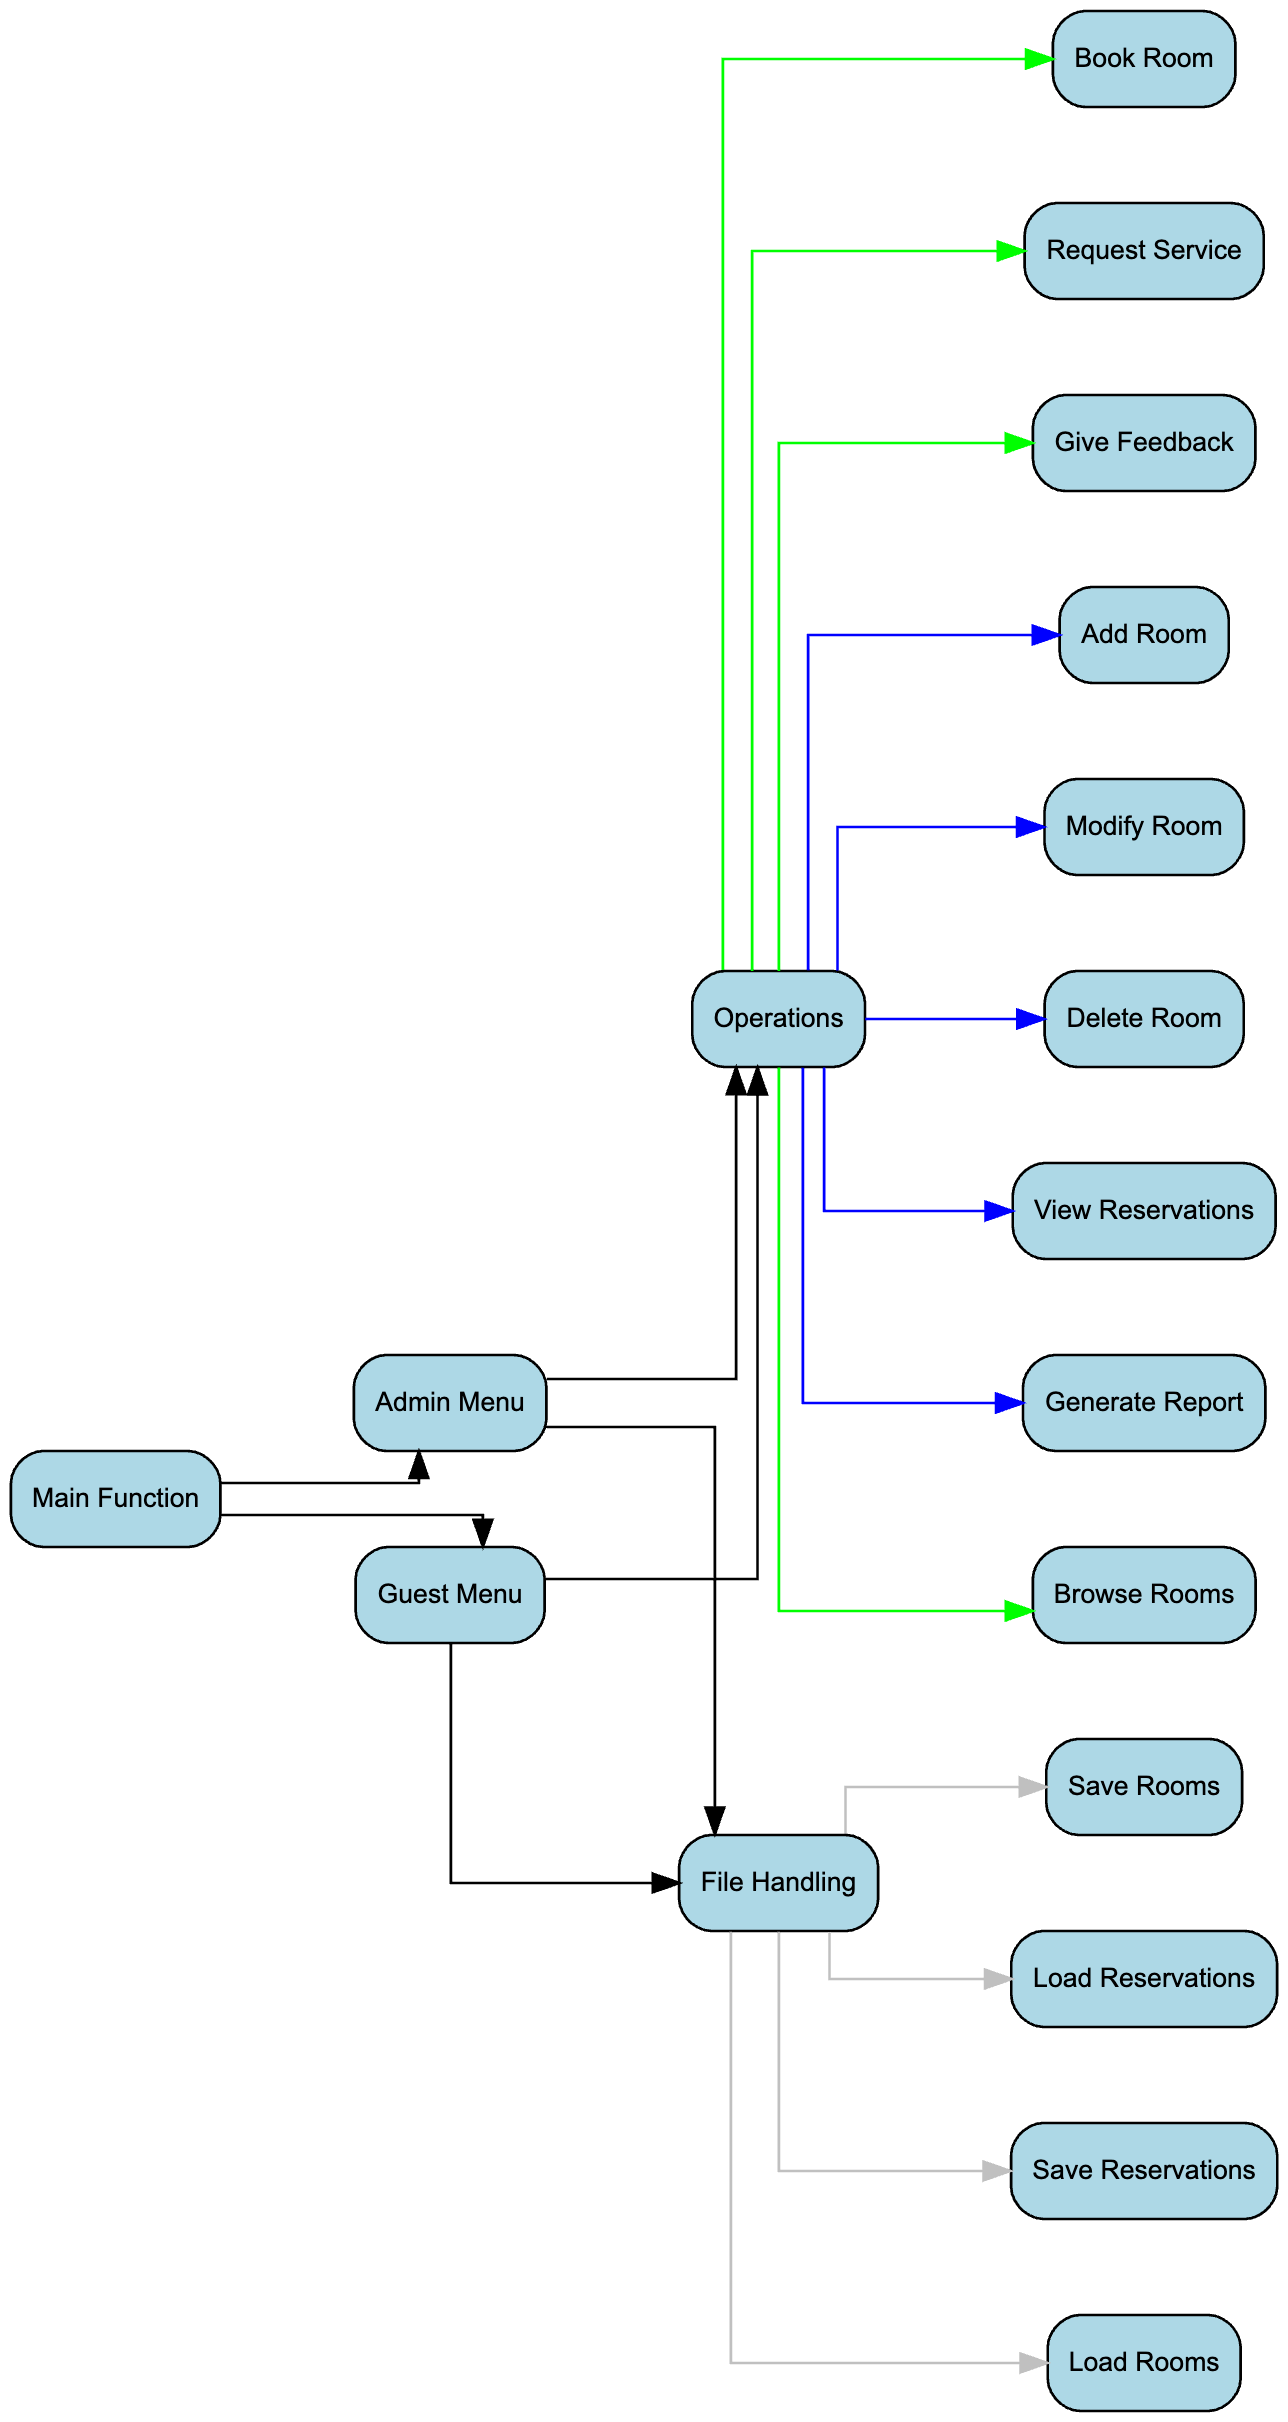 Book Room
Request Service
Give Feedback
Add Room
Modify Room
Operations
Delete Room
View Reservations
Admin Menu
Generate Report
Main Function
Guest Menu
Browse Rooms
Save Rooms
File Handling
Load Reservations
Save Reservations
Load Rooms